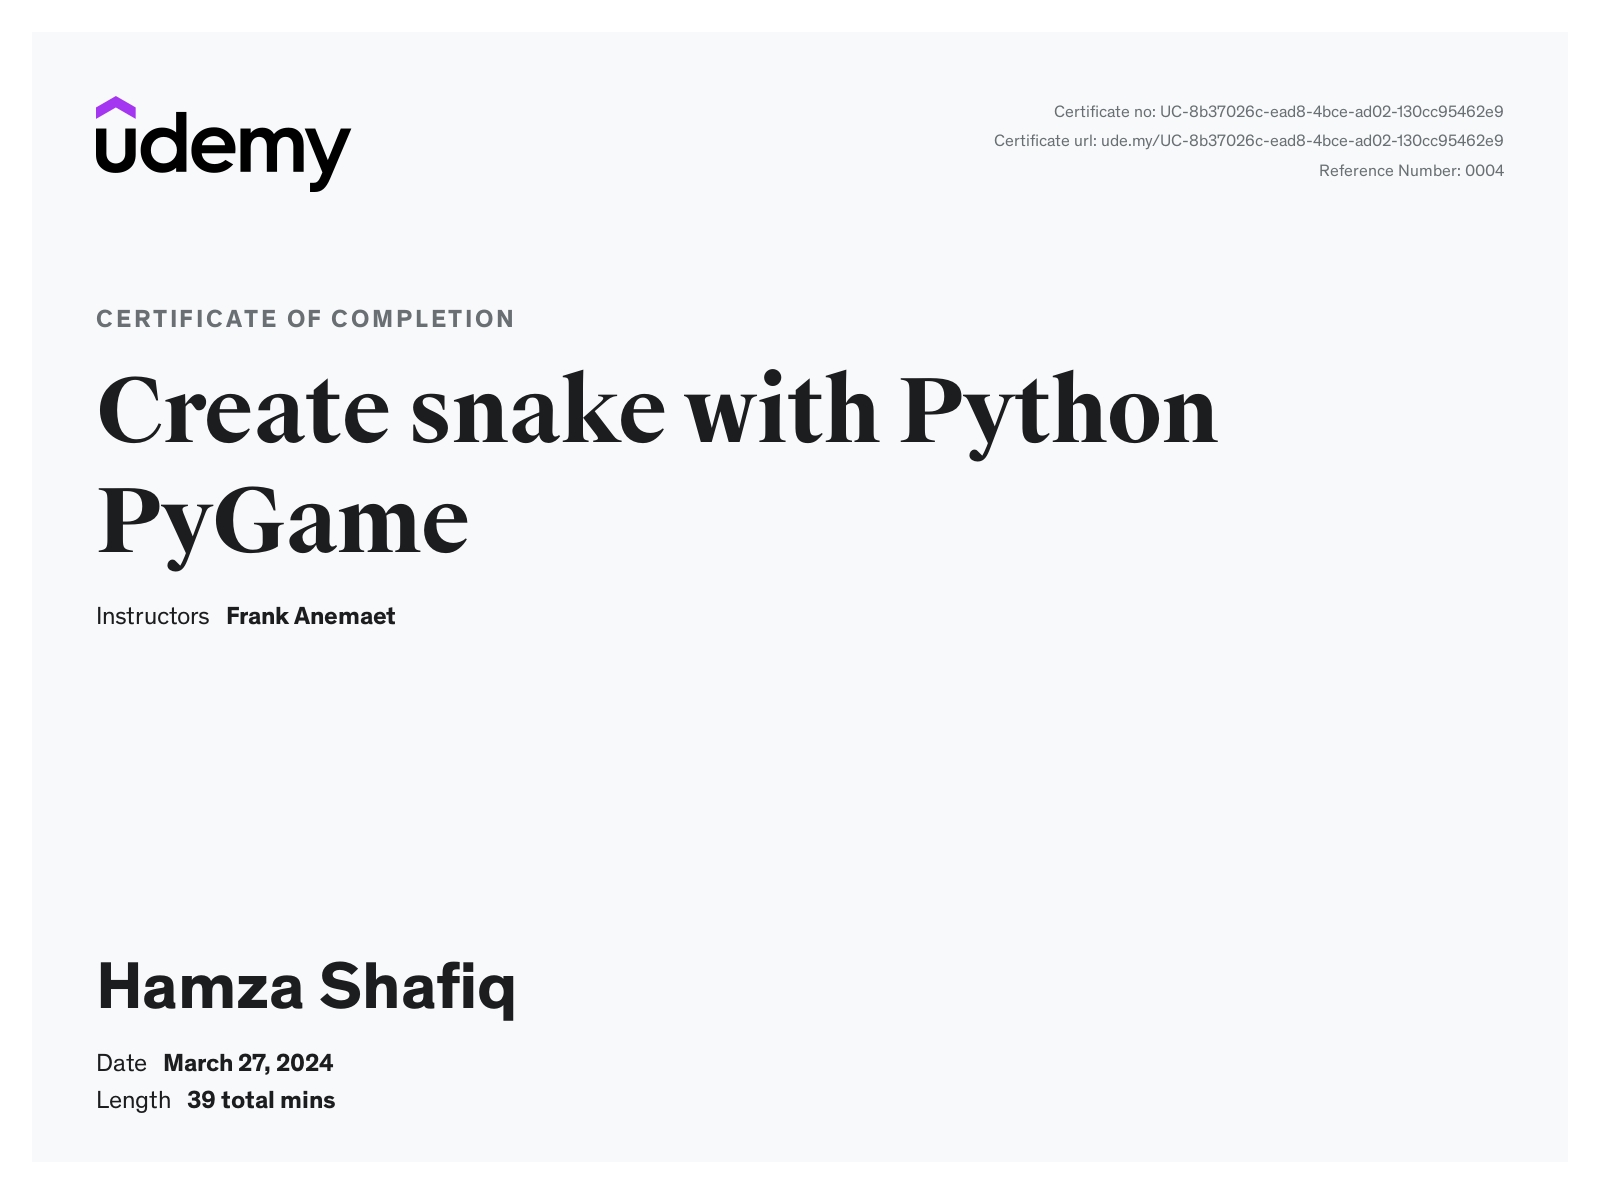 udemy
Certificate no: UC-8b37026c-ead8-4bce-ad02-130cc95462e9
Certificate url: ude.my/UC-8b37026c-ead8-4bce-ad02-130cc95462e9
Reference Number: 0004
CERTIFICATE OF COMPLETION
Create snake with Python
PyGame
Instructors Frank Anemaet
Hamza Shafiq
Date March 27, 2024
Length 39 total mins